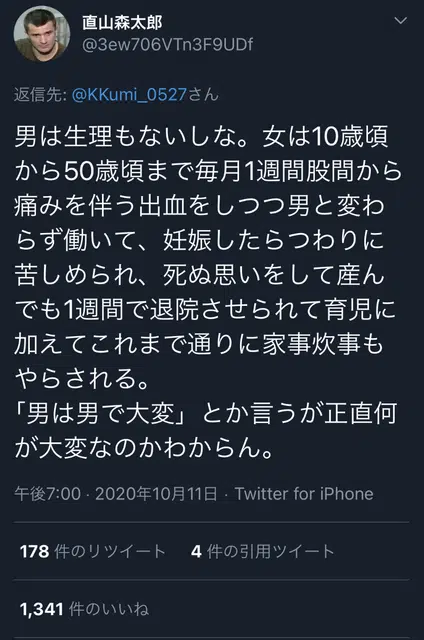 直山森太郎
@3ew706VTn3F9UDf
返信先: @KKumi_0527さん
男は生理もないしな。女は10歳頃
から50歳頃まで毎月1週間股間から
痛みを伴う出血をしつつ男と変わ
らず働いて、妊娠したらつわりに
苦しめられ、死ぬ思いをして産ん
でも1週間で退院させられて育児に
加えてこれまで通りに家事炊事も
やらされる。
「男は男で大変」とか言うが正直何
が大変なのかわからん。
午後7:00 · 2020年10月11日 · Twitter for iPhone
178 件のリツイート 4 件の引用ツイート
1,341 件のいいね